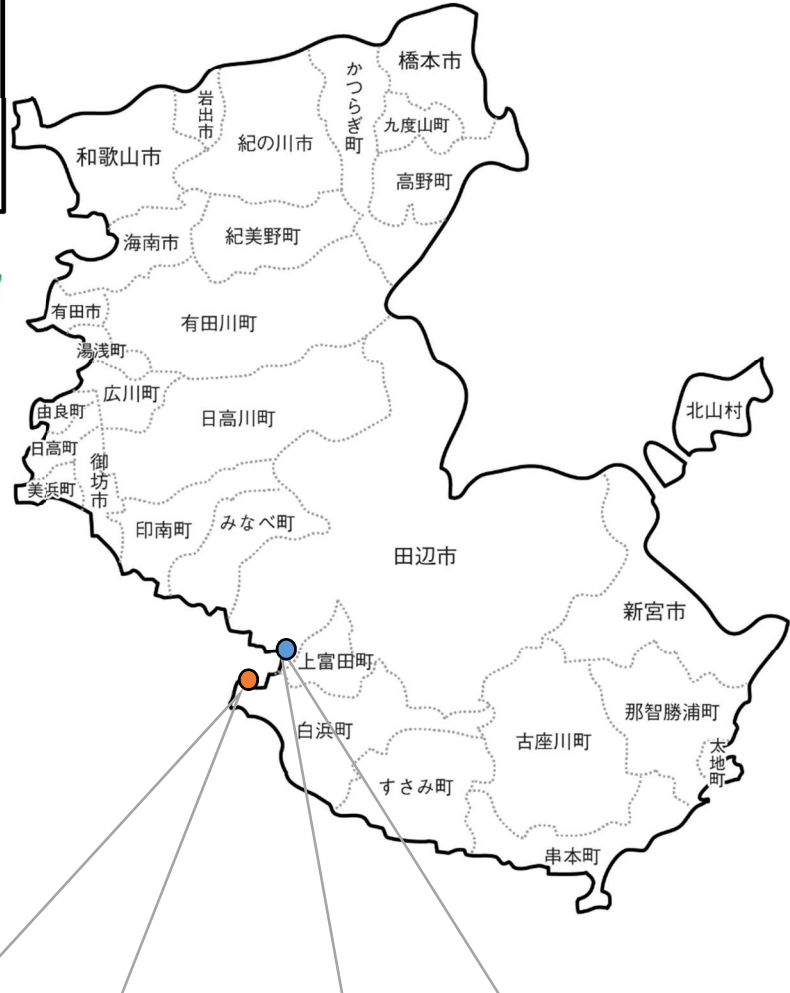 橋本市
かつらぎ町
岩出市
九度山町
紀の川市
和歌山市
高野町
紀美野町
海南市
有田市
有田川町
湯浅町
広川町
北山村
由良町
日高川町
日高町
御坊市
美浜町
みなべ町
印南町
田辺市
新宮市
上富田町
那智勝浦町
白浜町
古座川町
太地町
すさみ町
串本町